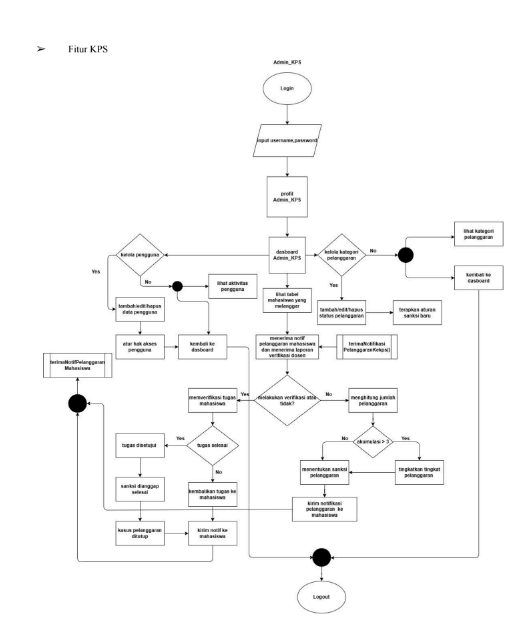 ➢ Fitur KPS
Admin_KPS
Login
input username,password
profil
Admin_KPS
dasboard
Admin_KPS
kelola pengguna
kelola kategori
pelanggaran
No
lihat kategori
pelanggaran
kembali ke
dasboard
Yes
No
lihat aktivitas
pengguna
lihat tabel
mahasiswa yang
melanggar
Yes
tambah/edit/hapus
data pengguna
tambah/edit/hapus
status pelanggaran
terapkan aturan
sanksi baru
atur hak akses
pengguna
kembali ke
dasboard
menerima notif
pelanggaran mahasiswa
dan menerima laporan
verifikasi dosen
terimaNotifikasi
PelanggaranKekpsj)
terimaNotifPelanggaran
Mahasiswa
memverifikasi tugas
mahasiswa
Yes
melakukan verifikasi atau
tidak?
No
menghitung jumlah
pelanggaran
tugas disetujui
Yes
tugas selesai
No
akumulasi > 3
Yes
No
sanksi dianggap
selesai
kembalikan tugas ke
mahasiswa
menentukan sanksi
pelanggaran
tingkatkan tingkat
pelanggaran
kirim notifikasi
pelanggaran ke
mahasiswa
kasus pelanggaran
ditutup
kirim notif ke
mahasiswa
Logout